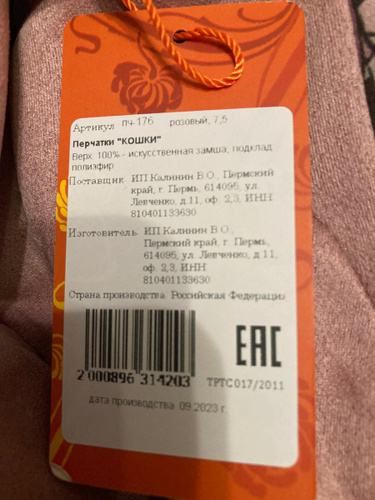 Артикул пч-176 розовый, 7,5
Перчатки "КОШКИ"
Верх 100% - искусственная замша, подклад
полиэфир
Поставщик ИП Калинин В.О., Пермский
край, г. Пермь, 614095, ул.
Левченко, д.11, оф. 2,3, ИНН
810401133630
Изготовитель ИП Калинин В.О.,
Пермский край, г. Пермь,
614095, ул. Левченко, д.11,
оф. 2,3, ИНН
810401133630
Страна производства Российская Федерация
EAC
2 000896 314203
ТРТС017/2011
дата производства 09.2023 г.